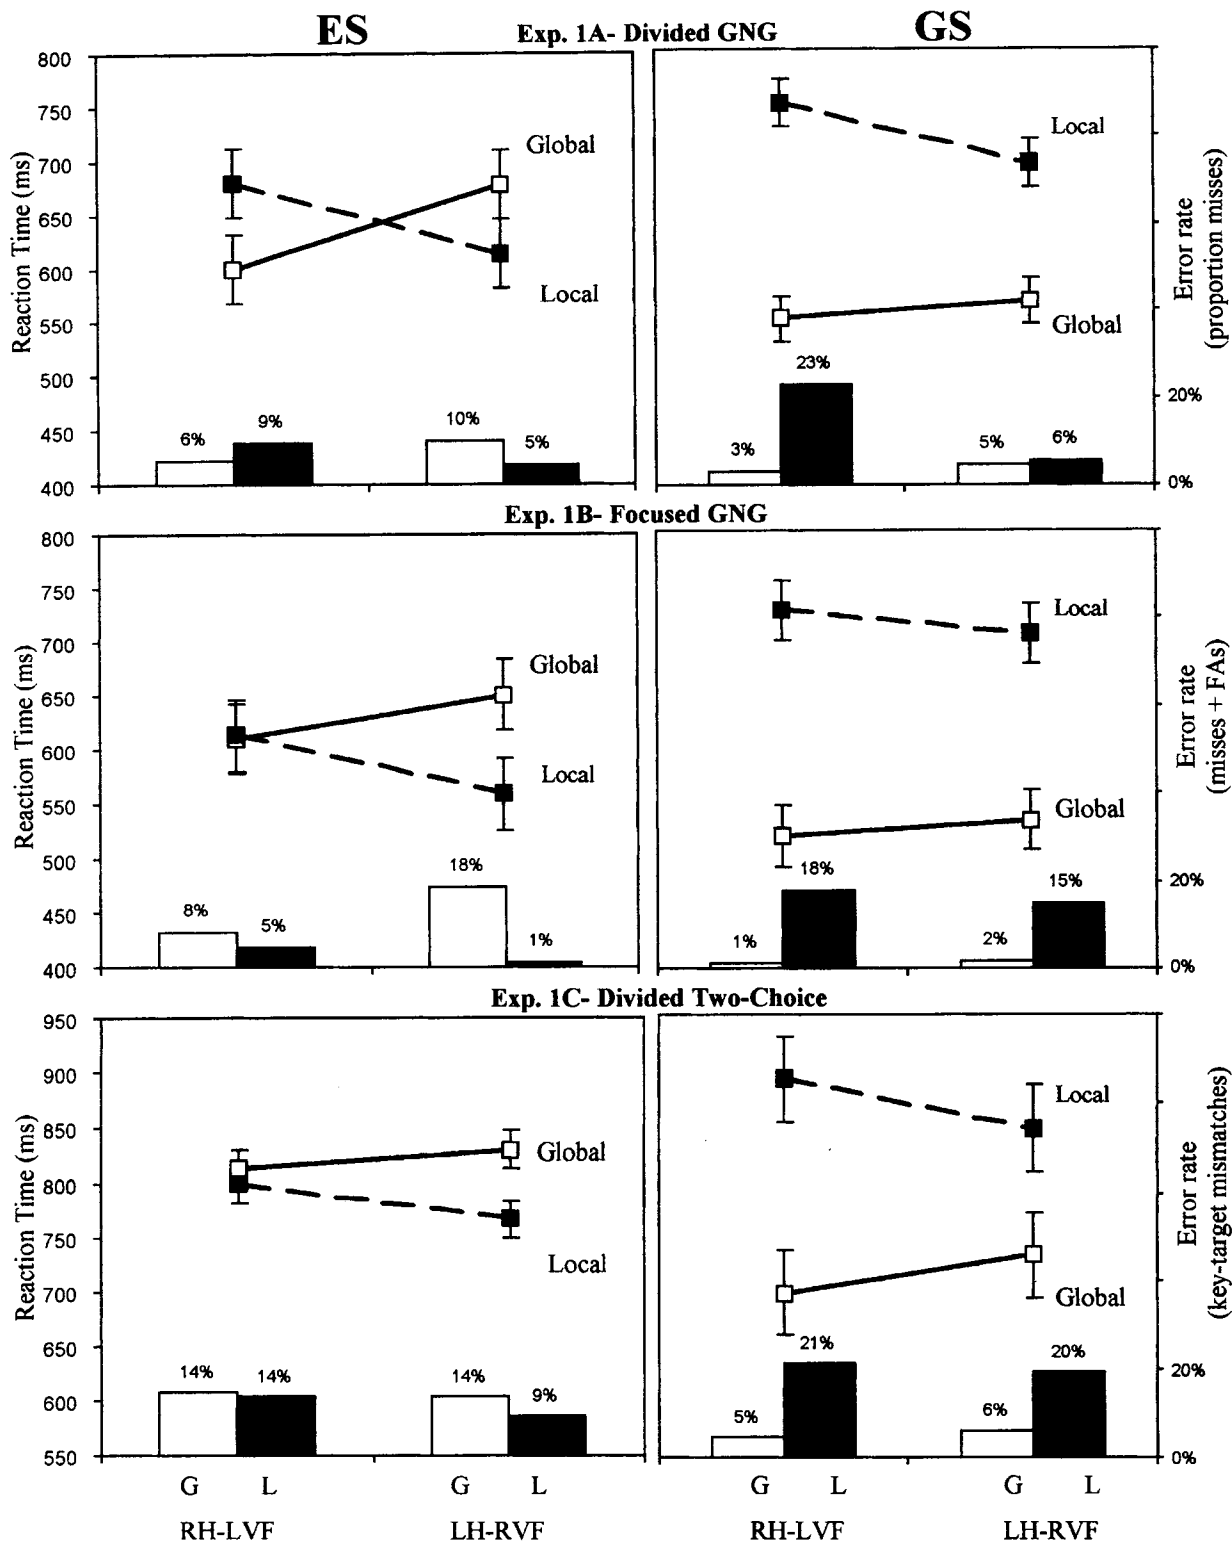 ES
GS
Exp. 1A- Divided GNG
800
750
700
650
600
550
500
450
400
Reaction Time (ms)
Global
Local
6%
9%
10%
5%
Local
Global
3%
23%
5%
6%
20%
0%
Error rate
(proportion misses)
Exp. 1B- Focused GNG
800
750
700
650
600
550
500
450
400
Reaction Time (ms)
Global
Local
8%
5%
18%
1%
Local
Global
1%
18%
2%
15%
20%
0%
Error rate
(misses + FAs)
Exp. 1C- Divided Two-Choice
950
900
850
800
750
700
650
600
550
Reaction Time (ms)
Global
Local
14%
14%
14%
9%
Local
Global
5%
21%
6%
20%
20%
0%
Error rate
(key-target mismatches)
G L G L
G L G L
RH-LVF LH-RVF
RH-LVF LH-RVF